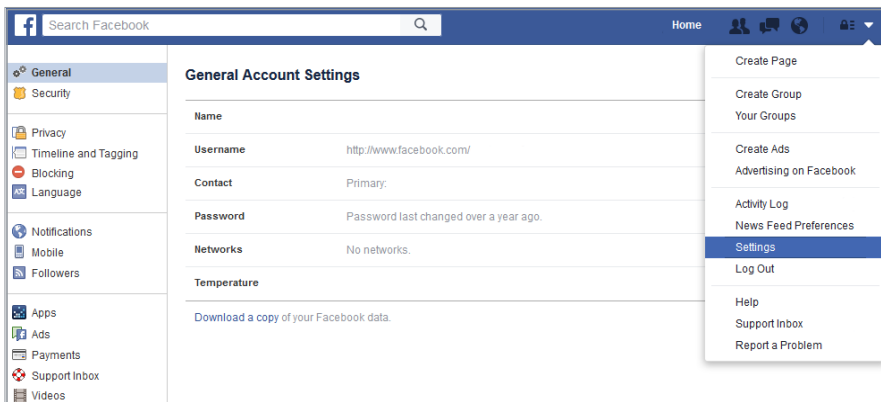 f Search Facebook Home
General
Security
Privacy
Timeline and Tagging
Blocking
Language
Notifications
Mobile
Followers
Apps
Ads
Payments
Support Inbox
Videos
General Account Settings
Name
Username http://www.facebook.com/
Contact Primary:
Password Password last changed over a year ago.
Networks No networks.
Temperature
Download a copy of your Facebook data.
Create Page
Create Group
Your Groups
Create Ads
Advertising on Facebook
Activity Log
News Feed Preferences
Settings
Log Out
Help
Support Inbox
Report a Problem